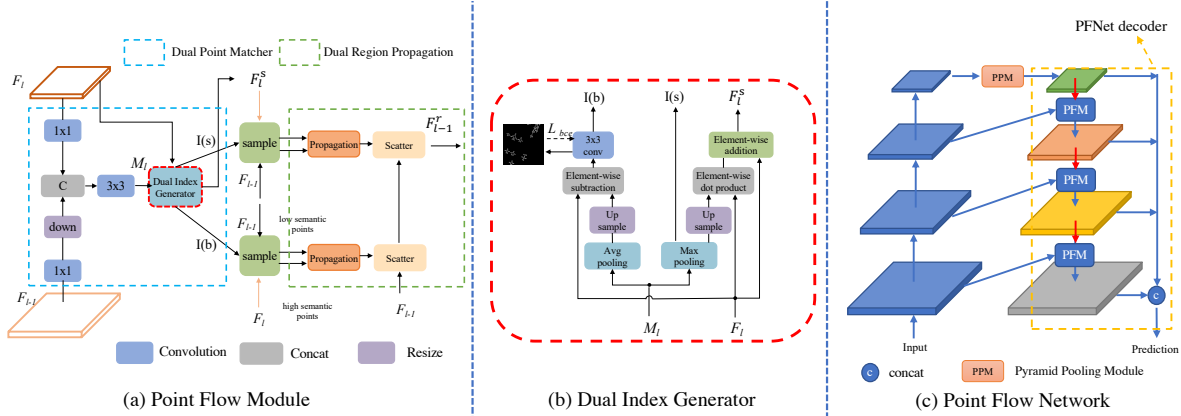 Dual Point Matcher
Dual Region Propagation
F_l
1x1
C
3x3
M_l
Dual Index
Generator
down
1x1
F_{l-1}
I(s)
I(b)
F_l^s
sample
F_{l-1}
F_{l-1}
sample
F_l
Propagation
Scatter
F_{l-1}^r
low semantic
points
Propagation
Scatter
high semantic
points
F_{l-1}
Convolution
Concat
Resize
(a) Point Flow Module
I(b)
I(s)
F_l^s
L_{bce}
3x3
conv
Element-wise
addition
Element-wise
subtraction
Element-wise
dot product
Up
sample
Up
sample
Avg
pooling
Max
pooling
M_l
F_l
(b) Dual Index Generator
PFNet decoder
PPM
PFM
PFM
PFM
c
Input
Prediction
c
concat
PPM
Pyramid Pooling Module
(c) Point Flow Network